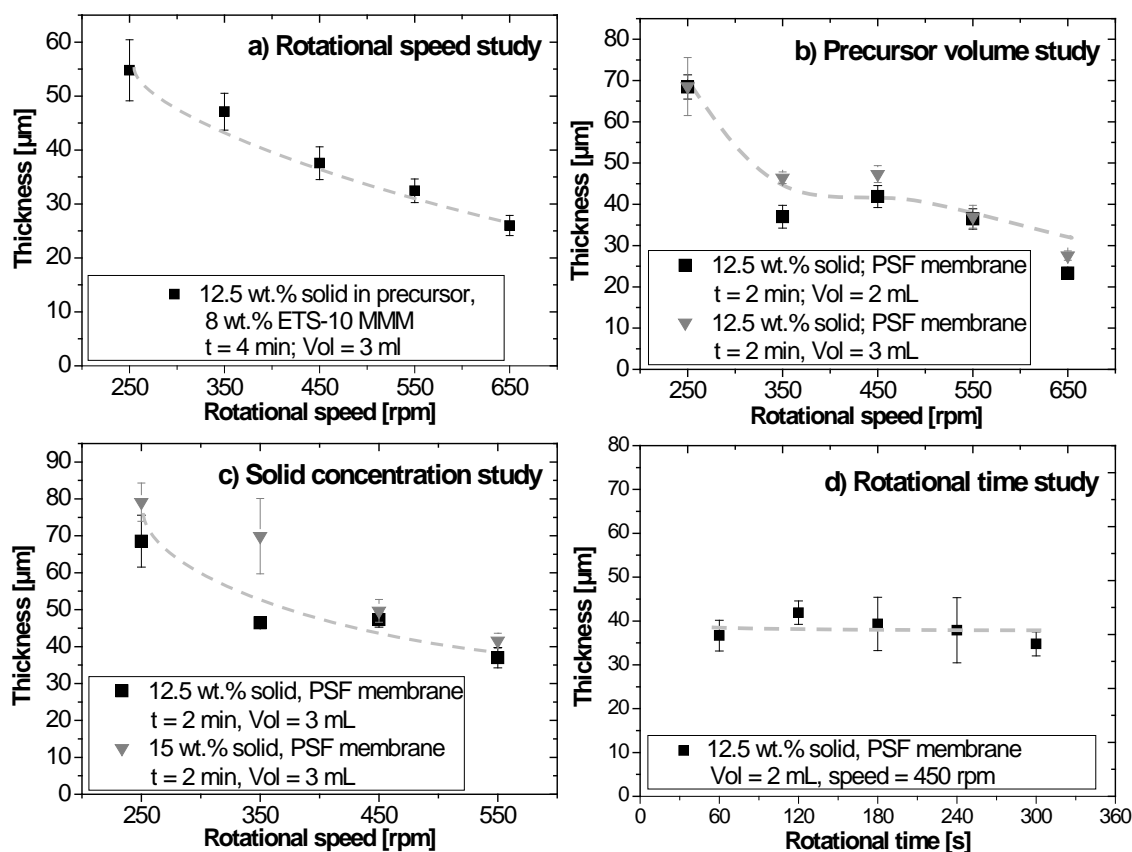 a) Rotational speed study
60
50
40
30
20
10
0
Thickness [µm]
12.5 wt.% solid in precursor,
8 wt.% ETS-10 MMM
t = 4 min; Vol = 3 ml
250 350 450 550 650
Rotational speed [rpm]
b) Precursor volume study
80
70
60
50
40
30
20
10
0
Thickness [µm]
12.5 wt.% solid; PSF membrane
t = 2 min; Vol = 2 mL
12.5 wt.% solid; PSF membrane
t = 2 min, Vol = 3 mL
250 350 450 550 650
Rotational speed [rpm]
c) Solid concentration study
90
80
70
60
50
40
30
20
10
0
Thickness [µm]
12.5 wt.% solid, PSF membrane
t = 2 min, Vol = 3 mL
15 wt.% solid, PSF membrane
t = 2 min, Vol = 3 mL
250 350 450 550
Rotational speed [rpm]
d) Rotational time study
80
70
60
50
40
30
20
10
0
Thickness [µm]
12.5 wt.% solid, PSF membrane
Vol = 2 mL, speed = 450 rpm
0 60 120 180 240 300 360
Rotational time [s]